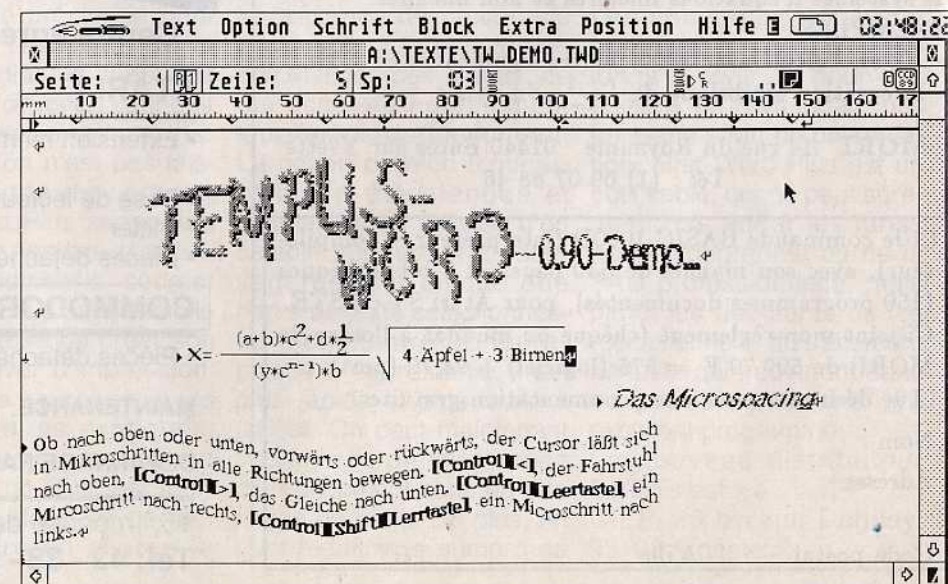 Text Option Schrift Block Extra Position Hilfe
A:\TEXTE\TW_DEMO.TWD
Seite: 1 Zeile: 5 Sp: 103
mm 10 20 30 40 50 60 70 80 90 100 110 120 130 140 150 160 17
TEMPUS-
WORD 0.90-Demo...
X= (a+b)*c²+d*½
(y*cⁿ⁻¹)*b
4 Äpfel + 3 Birnen
Das Microspacing
Ob nach oben oder unten, vorwärts oder rückwärts, der Cursor läßt sich
in Mikroschritten in alle Richtungen bewegen. [Control][<], der Fahrstuhl
nach oben, [Control][>], das Gleiche nach unten. [Control][Leertaste], ein
Mircoschritt nach rechts, [Control][Shift][Lerrtaste], ein Microschritt nach
links.